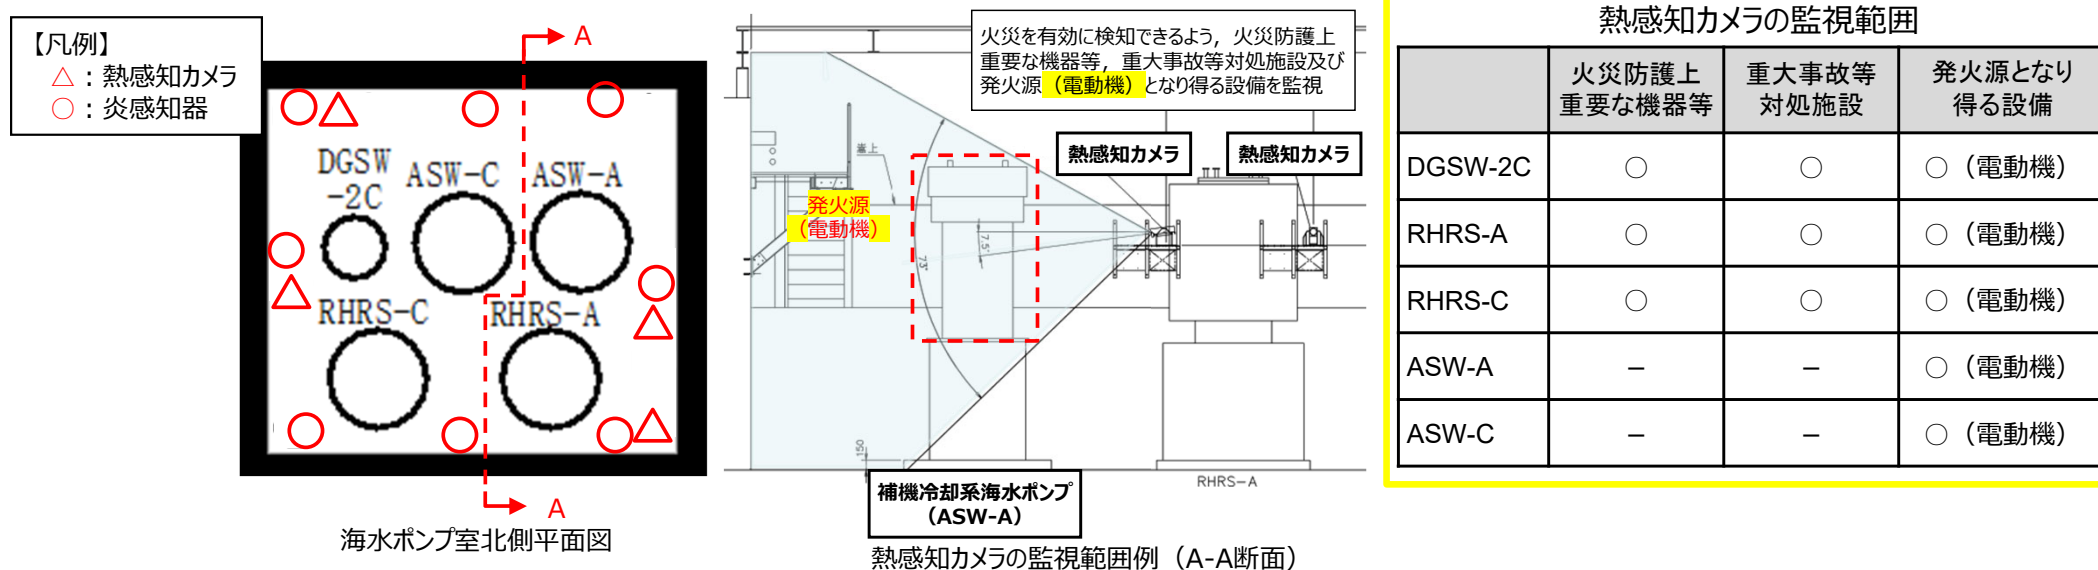 【凡例】
△：熱感知カメラ
○：炎感知器
A
DGSW
-2C
ASW-C
ASW-A
RHRS-C
RHRS-A
A
海水ポンプ室北側平面図
火災を有効に検知できるよう，火災防護上
重要な機器等，重大事故等対処施設及び
発火源（電動機）となり得る設備を監視
熱感知カメラ
熱感知カメラ
発火源
（電動機）
7.5°
73°
150
RHRS-A
補機冷却系海水ポンプ
（ASW-A）
熱感知カメラの監視範囲例（A-A断面）
熱感知カメラの監視範囲
火災防護上
重要な機器等
重大事故等
対処施設
発火源となり
得る設備
DGSW-2C ○ ○ ○（電動機）
RHRS-A ○ ○ ○（電動機）
RHRS-C ○ ○ ○（電動機）
ASW-A － － ○（電動機）
ASW-C － － ○（電動機）